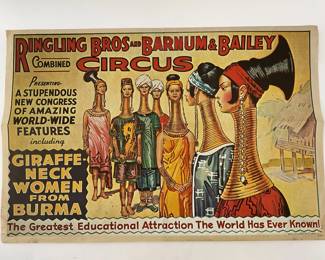 RINGLING BROS AND BARNUM & BAILEY
COMBINED CIRCUS
PRESENTING
A STUPENDOUS
NEW CONGRESS
OF AMAZING
WORLD-WIDE
FEATURES
including
GIRAFFE-
NECK
WOMEN
FROM
BURMA
The Greatest Educational Attraction The World Has Ever Known!